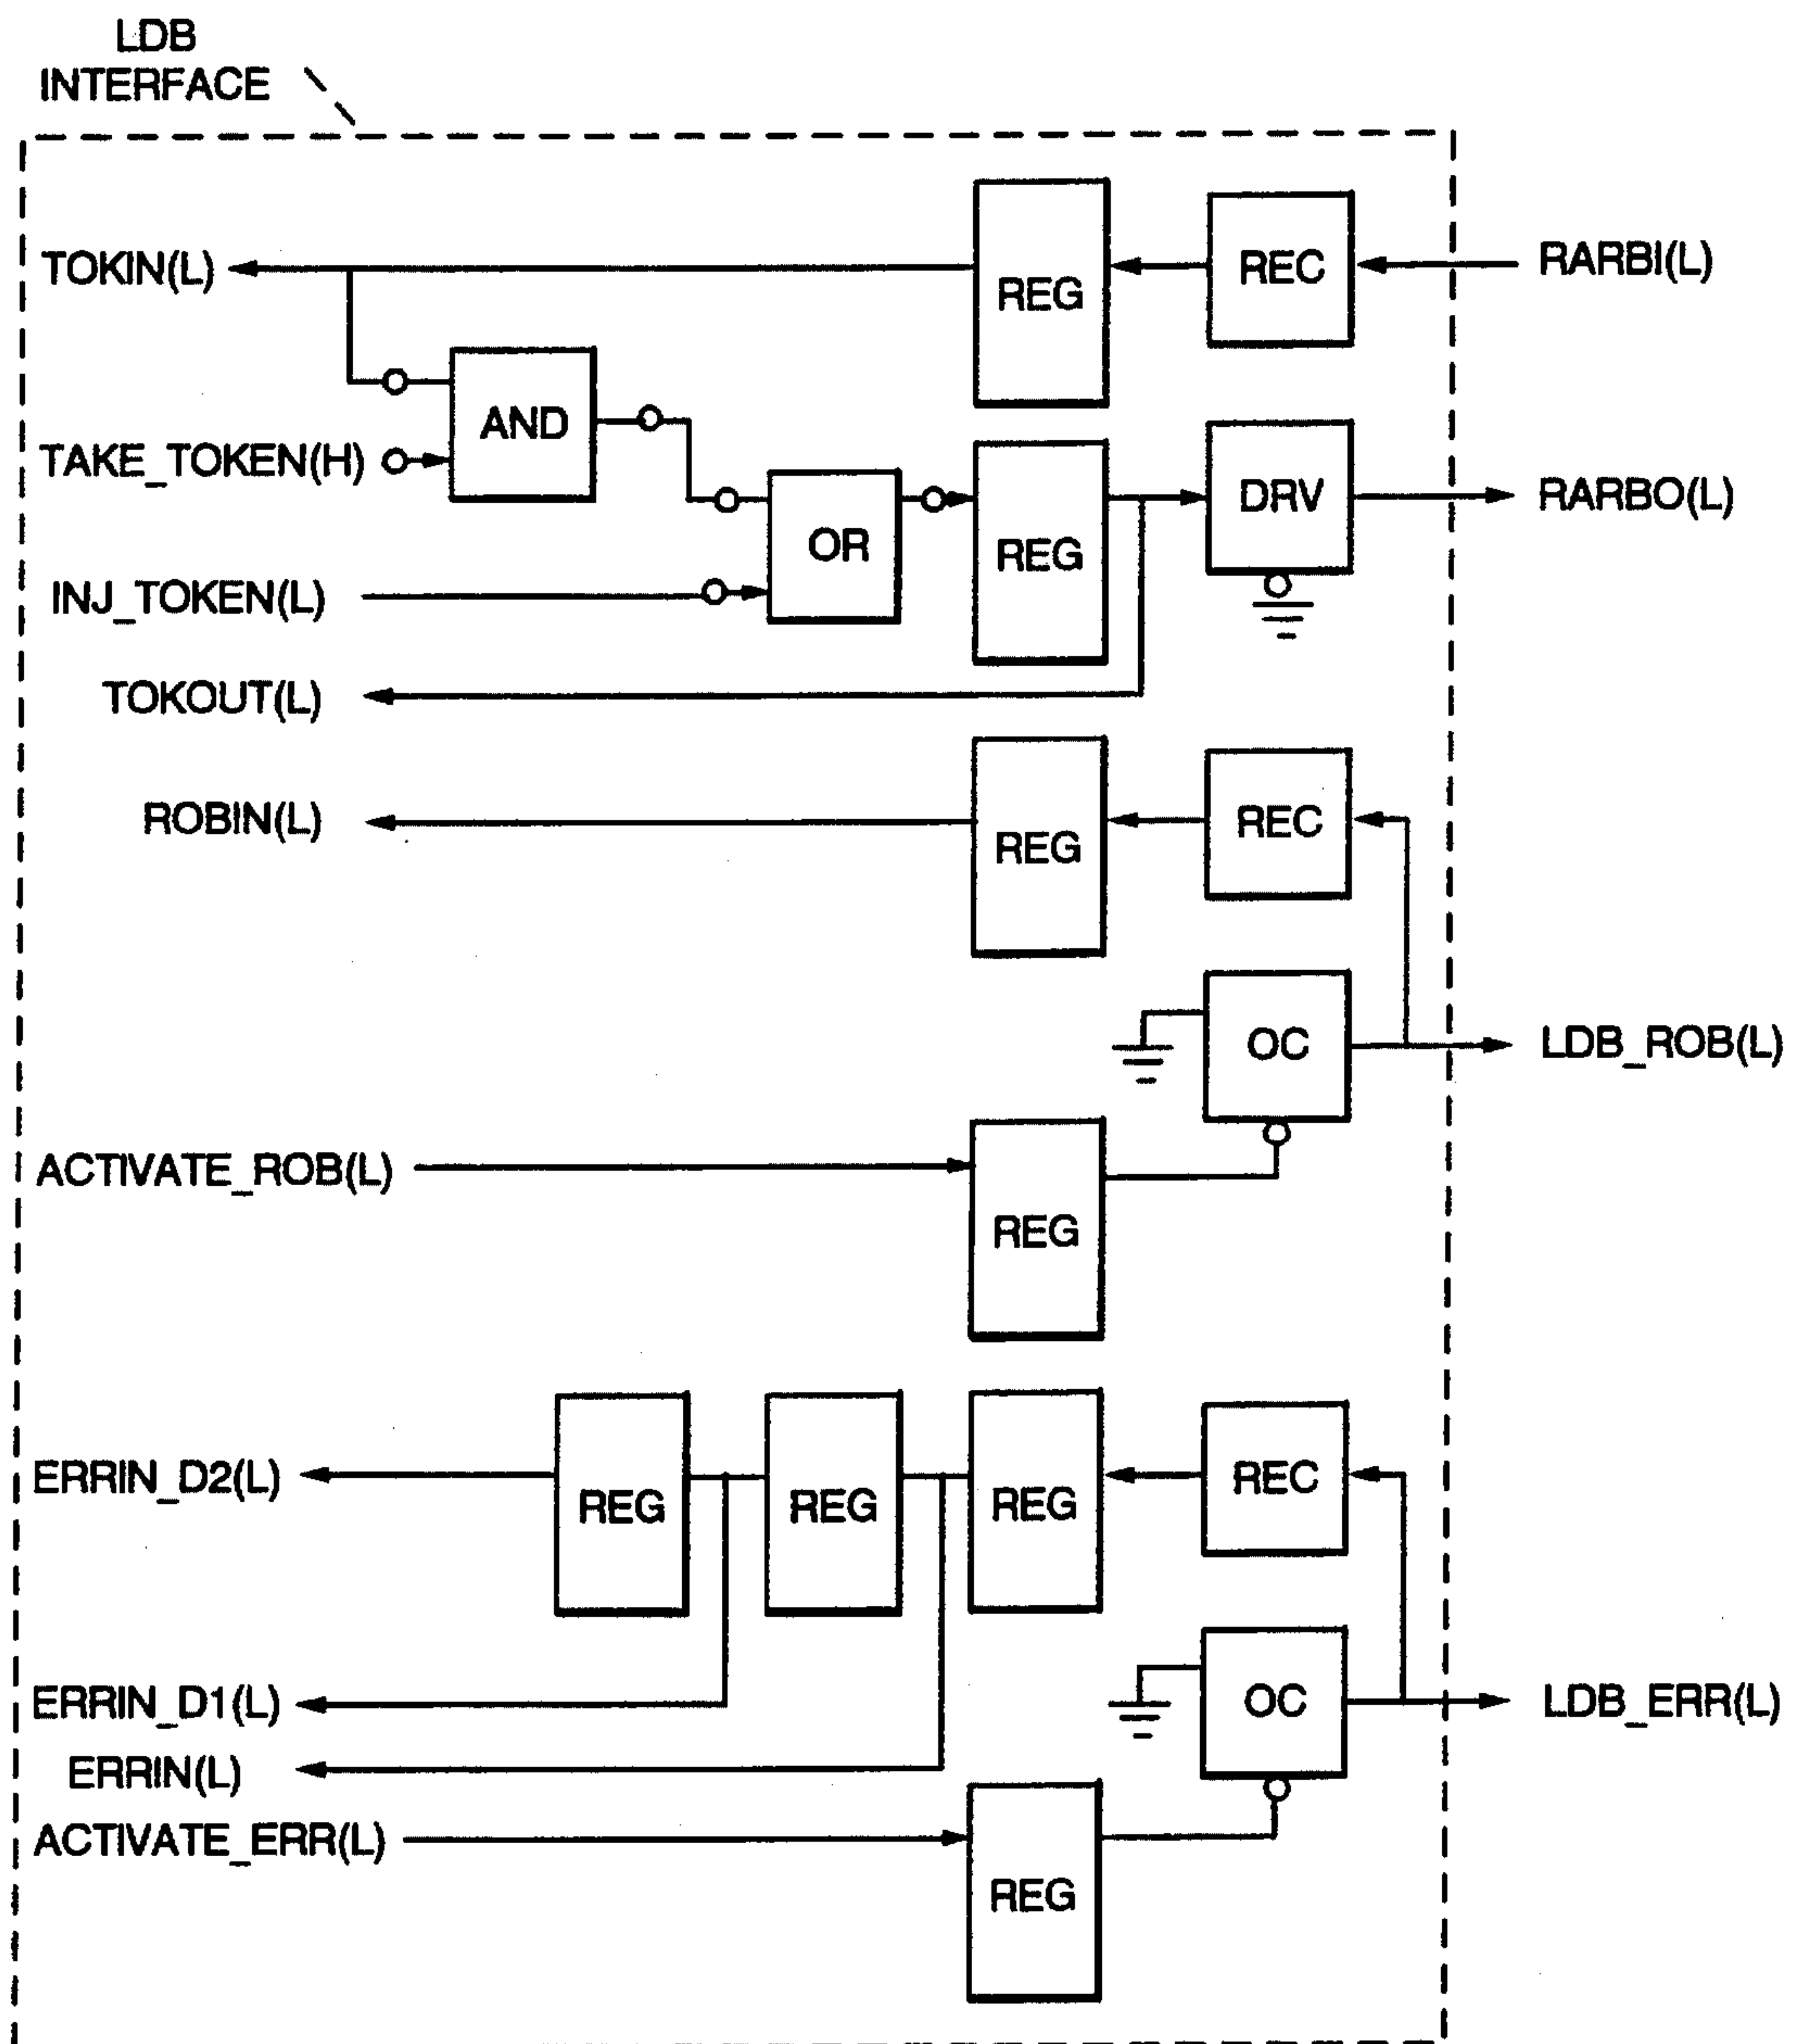 LDB
INTERFACE
TOKIN(L)
REG
REC
RARBI(L)
AND
TAKE_TOKEN(H)
OR
REG
DRV
RARBO(L)
INJ_TOKEN(L)
TOKOUT(L)
ROBIN(L)
REG
REC
OC
LDB_ROB(L)
ACTIVATE_ROB(L)
REG
ERRIN_D2(L)
REG
REG
REG
REC
ERRIN_D1(L)
OC
LDB_ERR(L)
ERRIN(L)
ACTIVATE_ERR(L)
REG